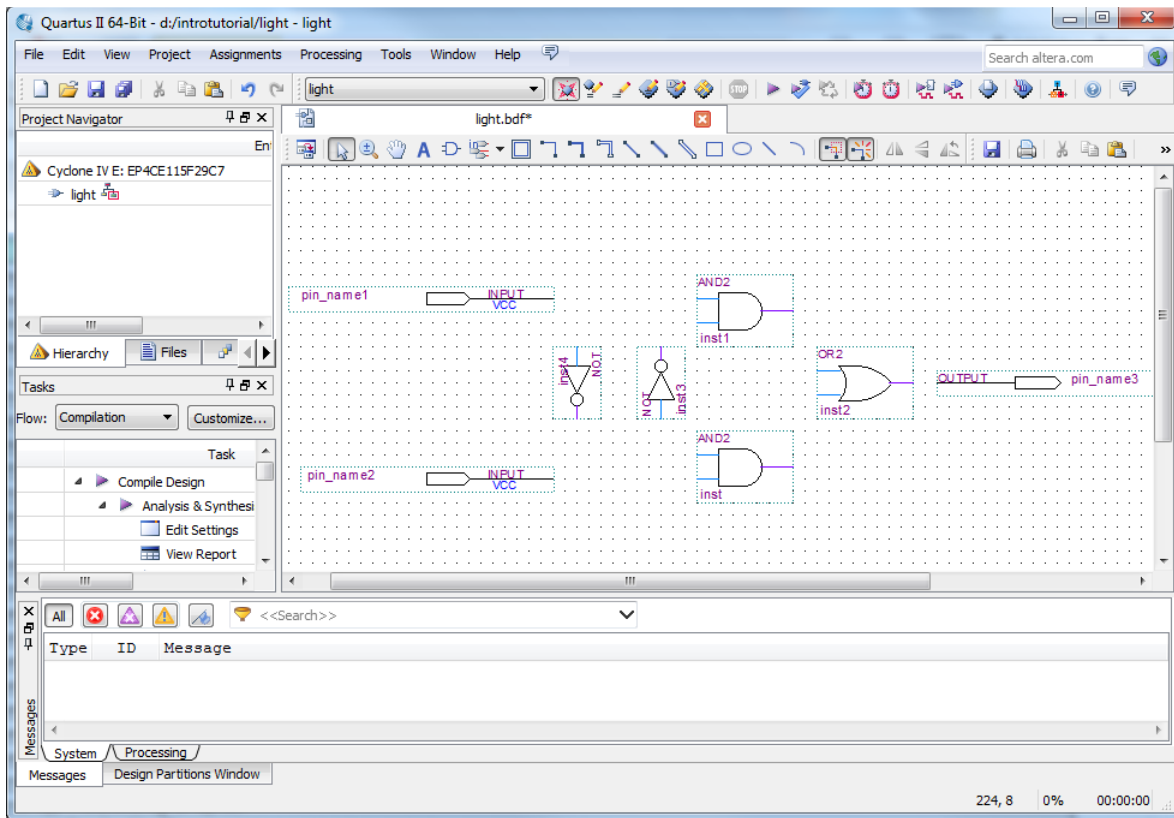 Quartus II 64-Bit - d:/introtutorial/light - light
File Edit View Project Assignments Processing Tools Window Help
Search altera.com
light
STOP
Project Navigator
light.bdf*
En
A
Cyclone IV E: EP4CE115F29C7
light
Hierarchy Files
Tasks
Flow: Compilation Customize...
Task
Compile Design
Analysis & Synthesi
Edit Settings
View Report
pin_name1
INPUT
VCC
AND2
inst1
inst4
NOT
NOT
inst3
OR2
inst2
OUTPUT
pin_name3
pin_name2
INPUT
VCC
AND2
inst
All
<<Search>>
Type ID Message
Messages
System Processing
Messages Design Partitions Window
224, 8 0% 00:00:00